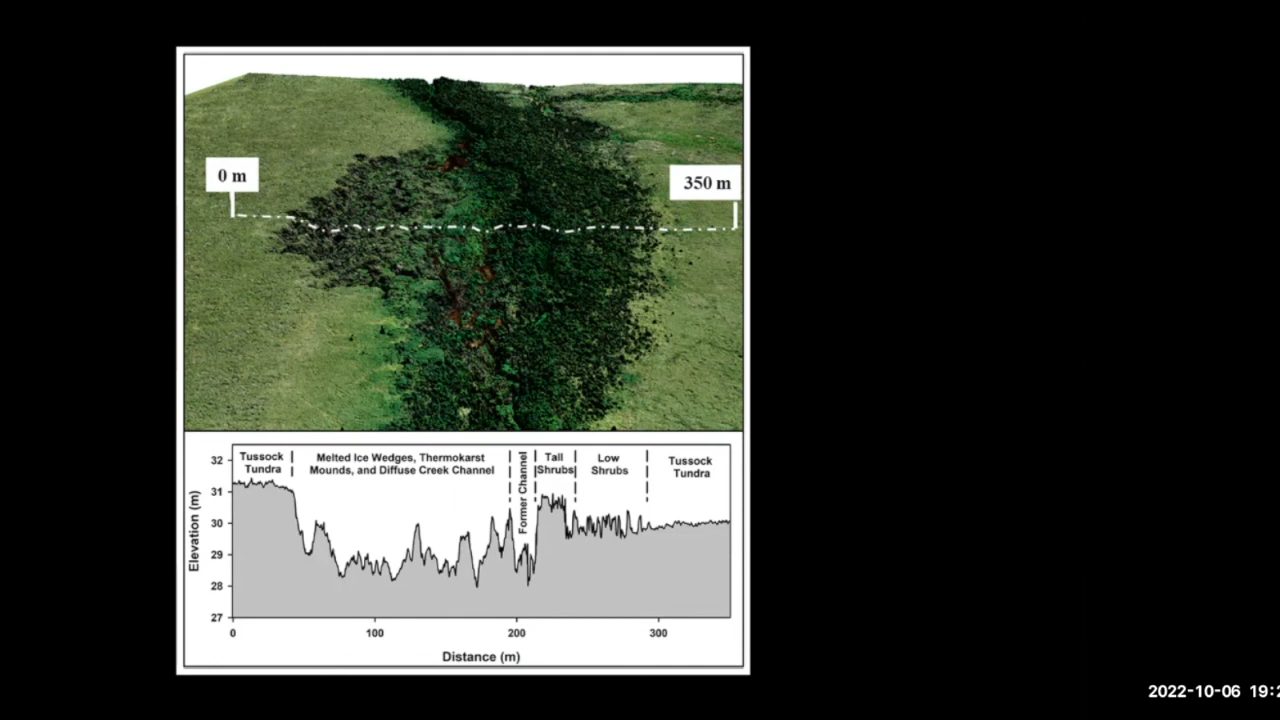 0 m
350 m
Tussock
Tundra
Melted Ice Wedges, Thermokarst
Mounds, and Diffuse Creek Channel
Former Channel
Tall
Shrubs
Low
Shrubs
Tussock
Tundra
32
31
30
29
28
27
Elevation (m)
0
100
200
300
Distance (m)
2022-10-06 19:2